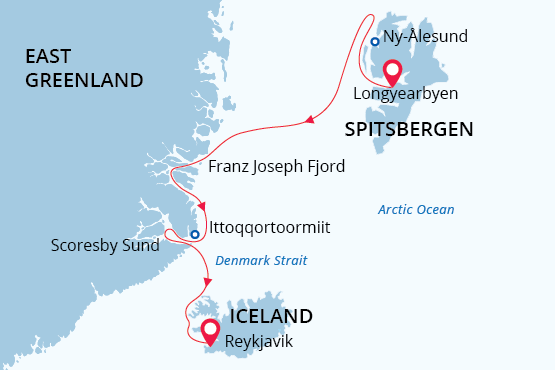 EAST
GREENLAND
Ny-Ålesund
Longyearbyen
SPITSBERGEN
Franz Joseph Fjord
Arctic Ocean
Ittoqqortoormiit
Scoresby Sund
Denmark Strait
ICELAND
Reykjavik